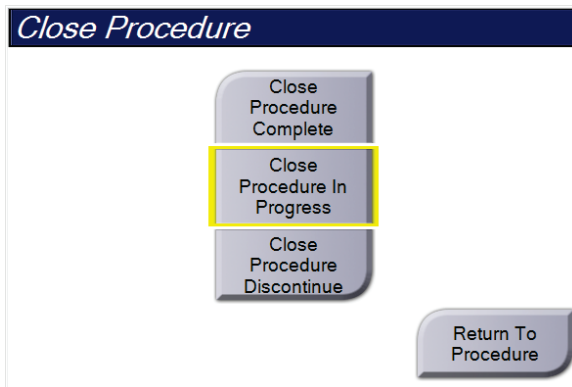 Close Procedure
Close
Procedure
Complete
Close
Procedure In
Progress
Close
Procedure
Discontinue
Return To
Procedure